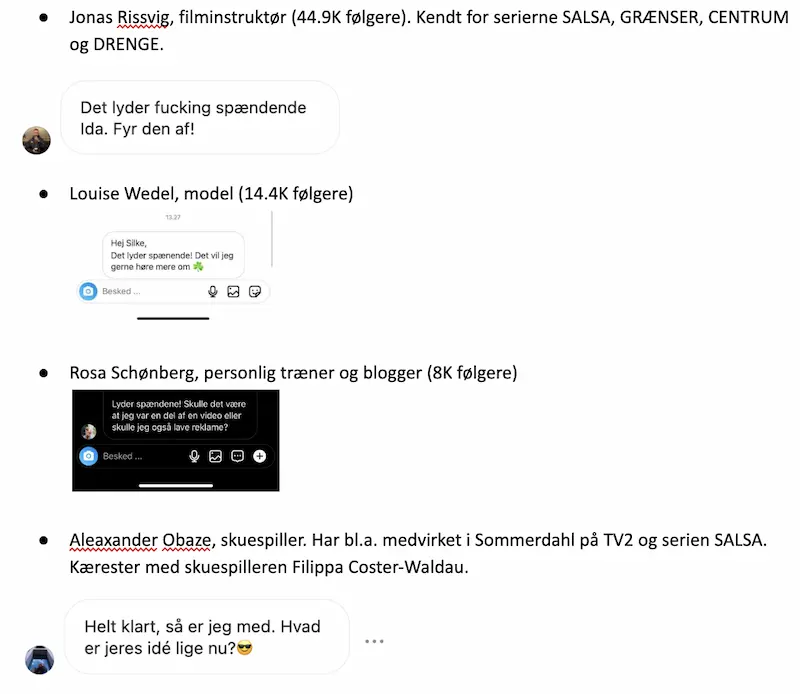 Jonas Rissvig, filminstruktør (44.9K følgere). Kendt for serierne SALSA, GRÆNSER, CENTRUM
og DRENGE.
Det lyder fucking spændende
Ida. Fyr den af!
Louise Wedel, model (14.4K følgere)
13.27
Hej Silke,
Det lyder spænende! Det vil jeg
gerne høre mere om 🍀
Besked ...
Rosa Schønberg, personlig træner og blogger (8K følgere)
Lyder spændene! Skulle det være
at jeg var en del af en video eller
skulle jeg også lave reklame?
Besked ...
Aleaxander Obaze, skuespiller. Har bl.a. medvirket i Sommerdahl på TV2 og serien SALSA.
Kærester med skuespilleren Filippa Coster-Waldau.
Helt klart, så er jeg med. Hvad
er jeres idé lige nu?😎